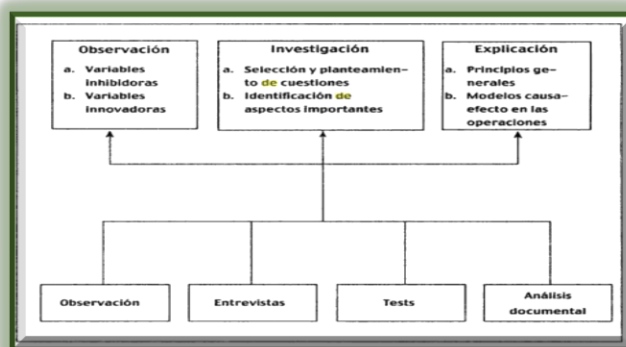 Observación
a. Variables
inhibidoras
b. Variables
innovadoras
Investigación
a. Selección y planteamien-
to de cuestiones
b. Identificación de
aspectos importantes
Explicación
a. Principios ge-
nerales
b. Modelos causa-
efecto en las
operaciones
Observación
Entrevistas
Tests
Análisis
documental